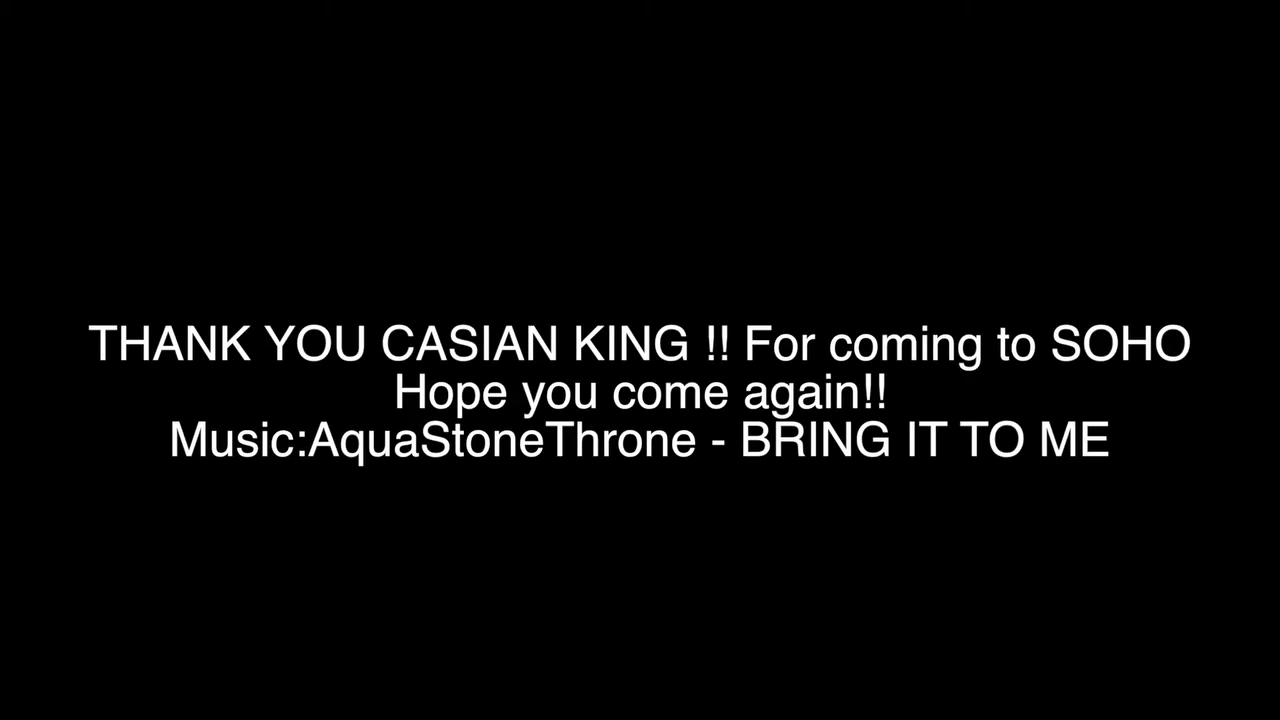 THANK YOU CASIAN KING !! For coming to SOHO
Hope you come again!!
Music:AquaStoneThrone - BRING IT TO ME